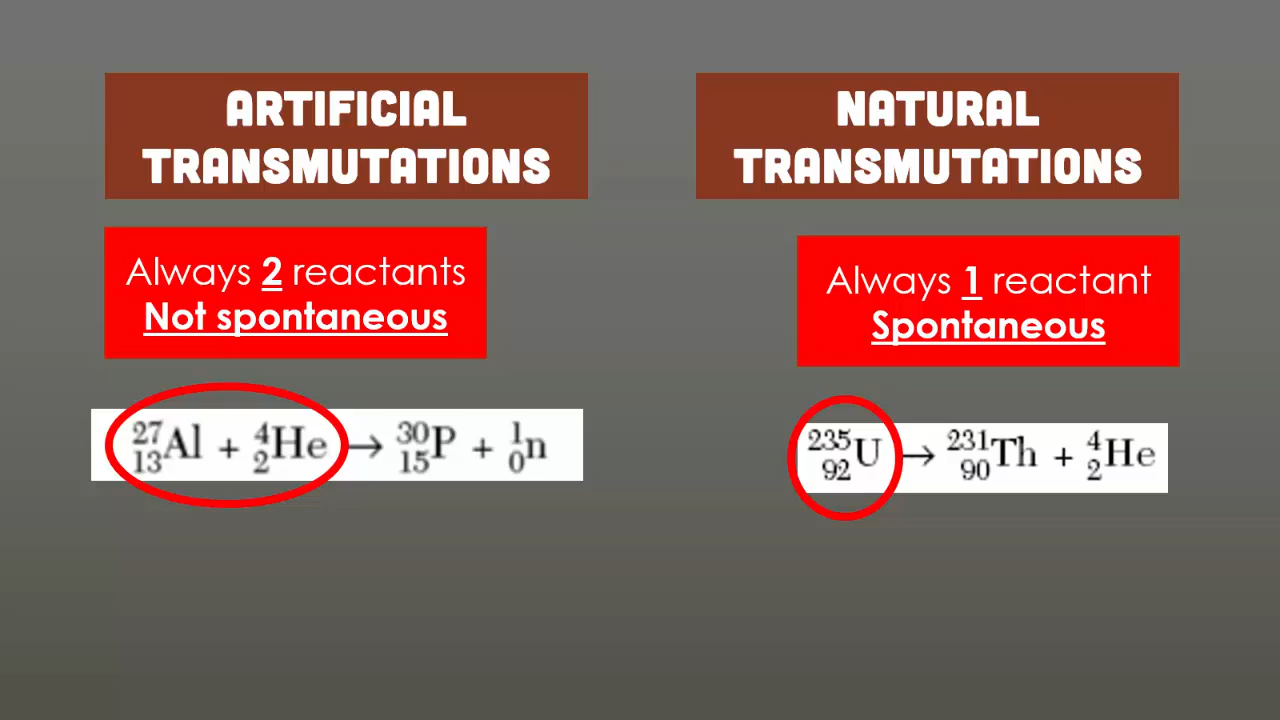 ARTIFICIAL
TRANSMUTATIONS
Always 2 reactants
Not spontaneous
²⁷₁₃Al + ⁴₂He → ³⁰₁₅P + ¹₀n
NATURAL
TRANSMUTATIONS
Always 1 reactant
Spontaneous
²³⁵₉₂U → ²³¹₉₀Th + ⁴₂He